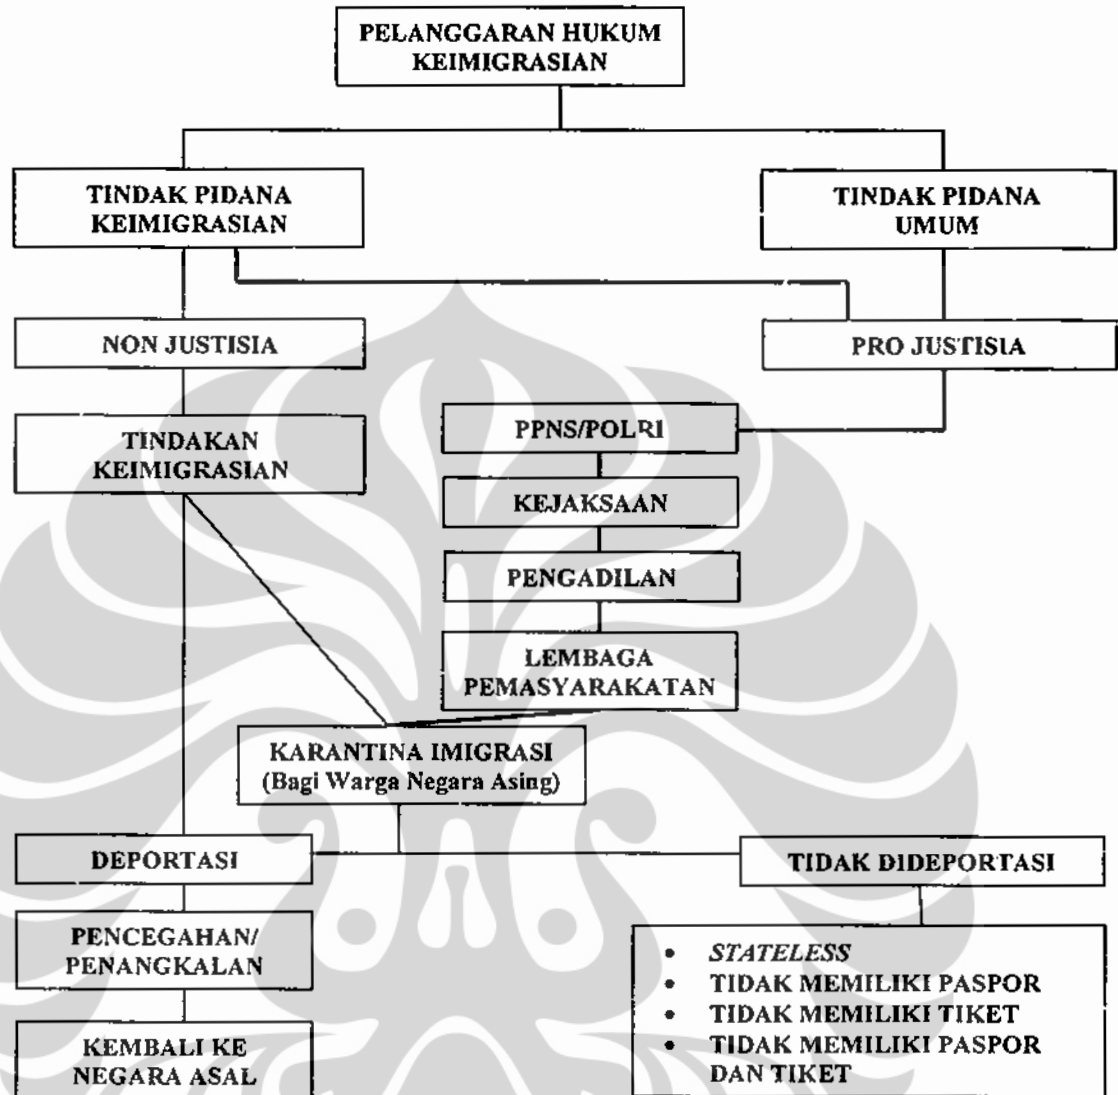 PELANGGARAN HUKUM
KEIMIGRASIAN
TINDAK PIDANA
KEIMIGRASIAN
TINDAK PIDANA
UMUM
NON JUSTISIA
PRO JUSTISIA
TINDAKAN
KEIMIGRASIAN
PPNS/POLRI
KEJAKSAAN
PENGADILAN
LEMBAGA
PEMASYARAKATAN
KARANTINA IMIGRASI
(Bagi Warga Negara Asing)
DEPORTASI
TIDAK DIDEPORTASI
PENCEGAHAN/
PENANGKALAN
KEMBALI KE
NEGARA ASAL
• STATELESS
• TIDAK MEMILIKI PASPOR
• TIDAK MEMILIKI TIKET
• TIDAK MEMILIKI PASPOR
DAN TIKET